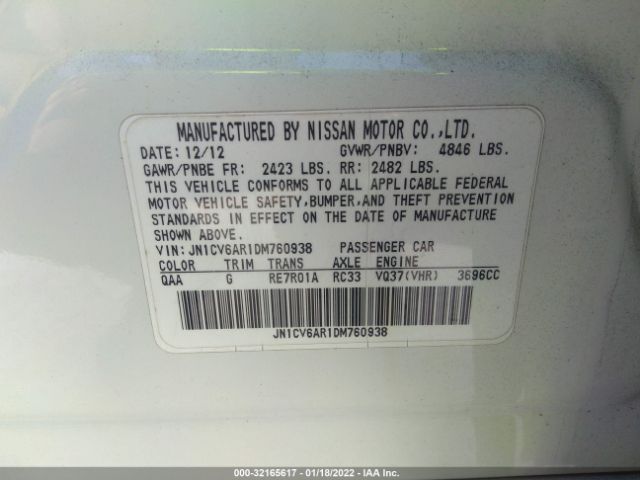 MANUFACTURED BY NISSAN MOTOR CO.,LTD.
DATE: 12/12 GVWR/PNBV: 4846 LBS.
GAWR/PNBE FR: 2423 LBS. RR: 2482 LBS.
THIS VEHICLE CONFORMS TO ALL APPLICABLE FEDERAL
MOTOR VEHICLE SAFETY,BUMPER,AND THEFT PREVENTION
STANDARDS IN EFFECT ON THE DATE OF MANUFACTURE
SHOWN ABOVE.
VIN: JN1CV6AR1DM760938 PASSENGER CAR
COLOR TRIM TRANS AXLE ENGINE
QAA G RE7R01A RC33 VQ37(VHR) 3696CC
JN1CV6AR1DM760938
000-32165617 - 01/18/2022 - IAA Inc.